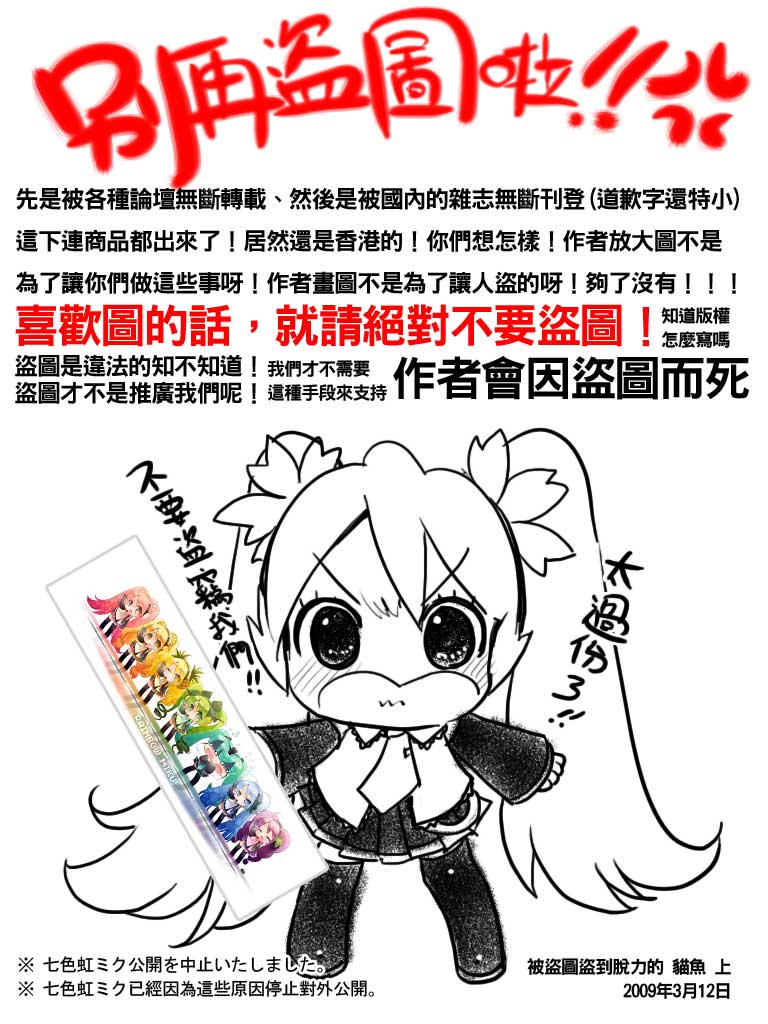 別再盜圖啦!!
先是被各種論壇無斷轉載、然後是被國內的雜志無斷刊登(道歉字還特小)
這下連商品都出來了！居然還是香港的！你們想怎樣！作者放大圖不是
為了讓你們做這些事呀！作者畫圖不是為了讓人盜的呀！夠了沒有！！！
喜歡圖的話，就請絕對不要盜圖！
知道版權
怎麼寫嗎
盜圖是違法的知不知道！
盜圖才不是推廣我們呢！
我們才不需要
這種手段來支持
作者會因盜圖而死
不要盜竊我們!!
太過份了!!
RAINBOW MIKU
※ 七色虹ミク公開を中止いたしました。
※ 七色虹ミク已經因為這些原因停止對外公開。
被盜圖盜到脫力的 貓魚 上
2009年3月12日